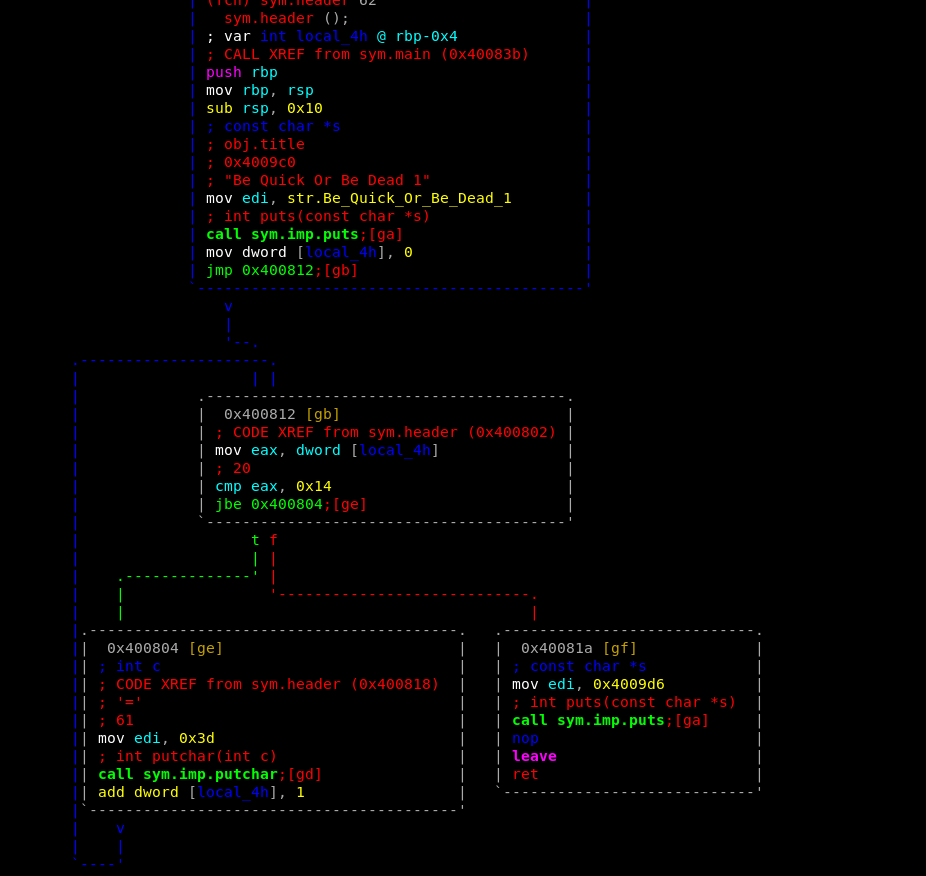 (fcn) sym.header 62
sym.header ();
; var int local_4h @ rbp-0x4
; CALL XREF from sym.main (0x40083b)
push rbp
mov rbp, rsp
sub rsp, 0x10
; const char *s
; obj.title
; 0x4009c0
; "Be Quick Or Be Dead 1"
mov edi, str.Be_Quick_Or_Be_Dead_1
; int puts(const char *s)
call sym.imp.puts;[ga]
mov dword [local_4h], 0
jmp 0x400812;[gb]
v
0x400812 [gb]
; CODE XREF from sym.header (0x400802)
mov eax, dword [local_4h]
; 20
cmp eax, 0x14
jbe 0x400804;[ge]
t f
0x400804 [ge]
; int c
; CODE XREF from sym.header (0x400818)
; '='
; 61
mov edi, 0x3d
; int putchar(int c)
call sym.imp.putchar;[gd]
add dword [local_4h], 1
v
0x40081a [gf]
; const char *s
mov edi, 0x4009d6
; int puts(const char *s)
call sym.imp.puts;[ga]
nop
leave
ret